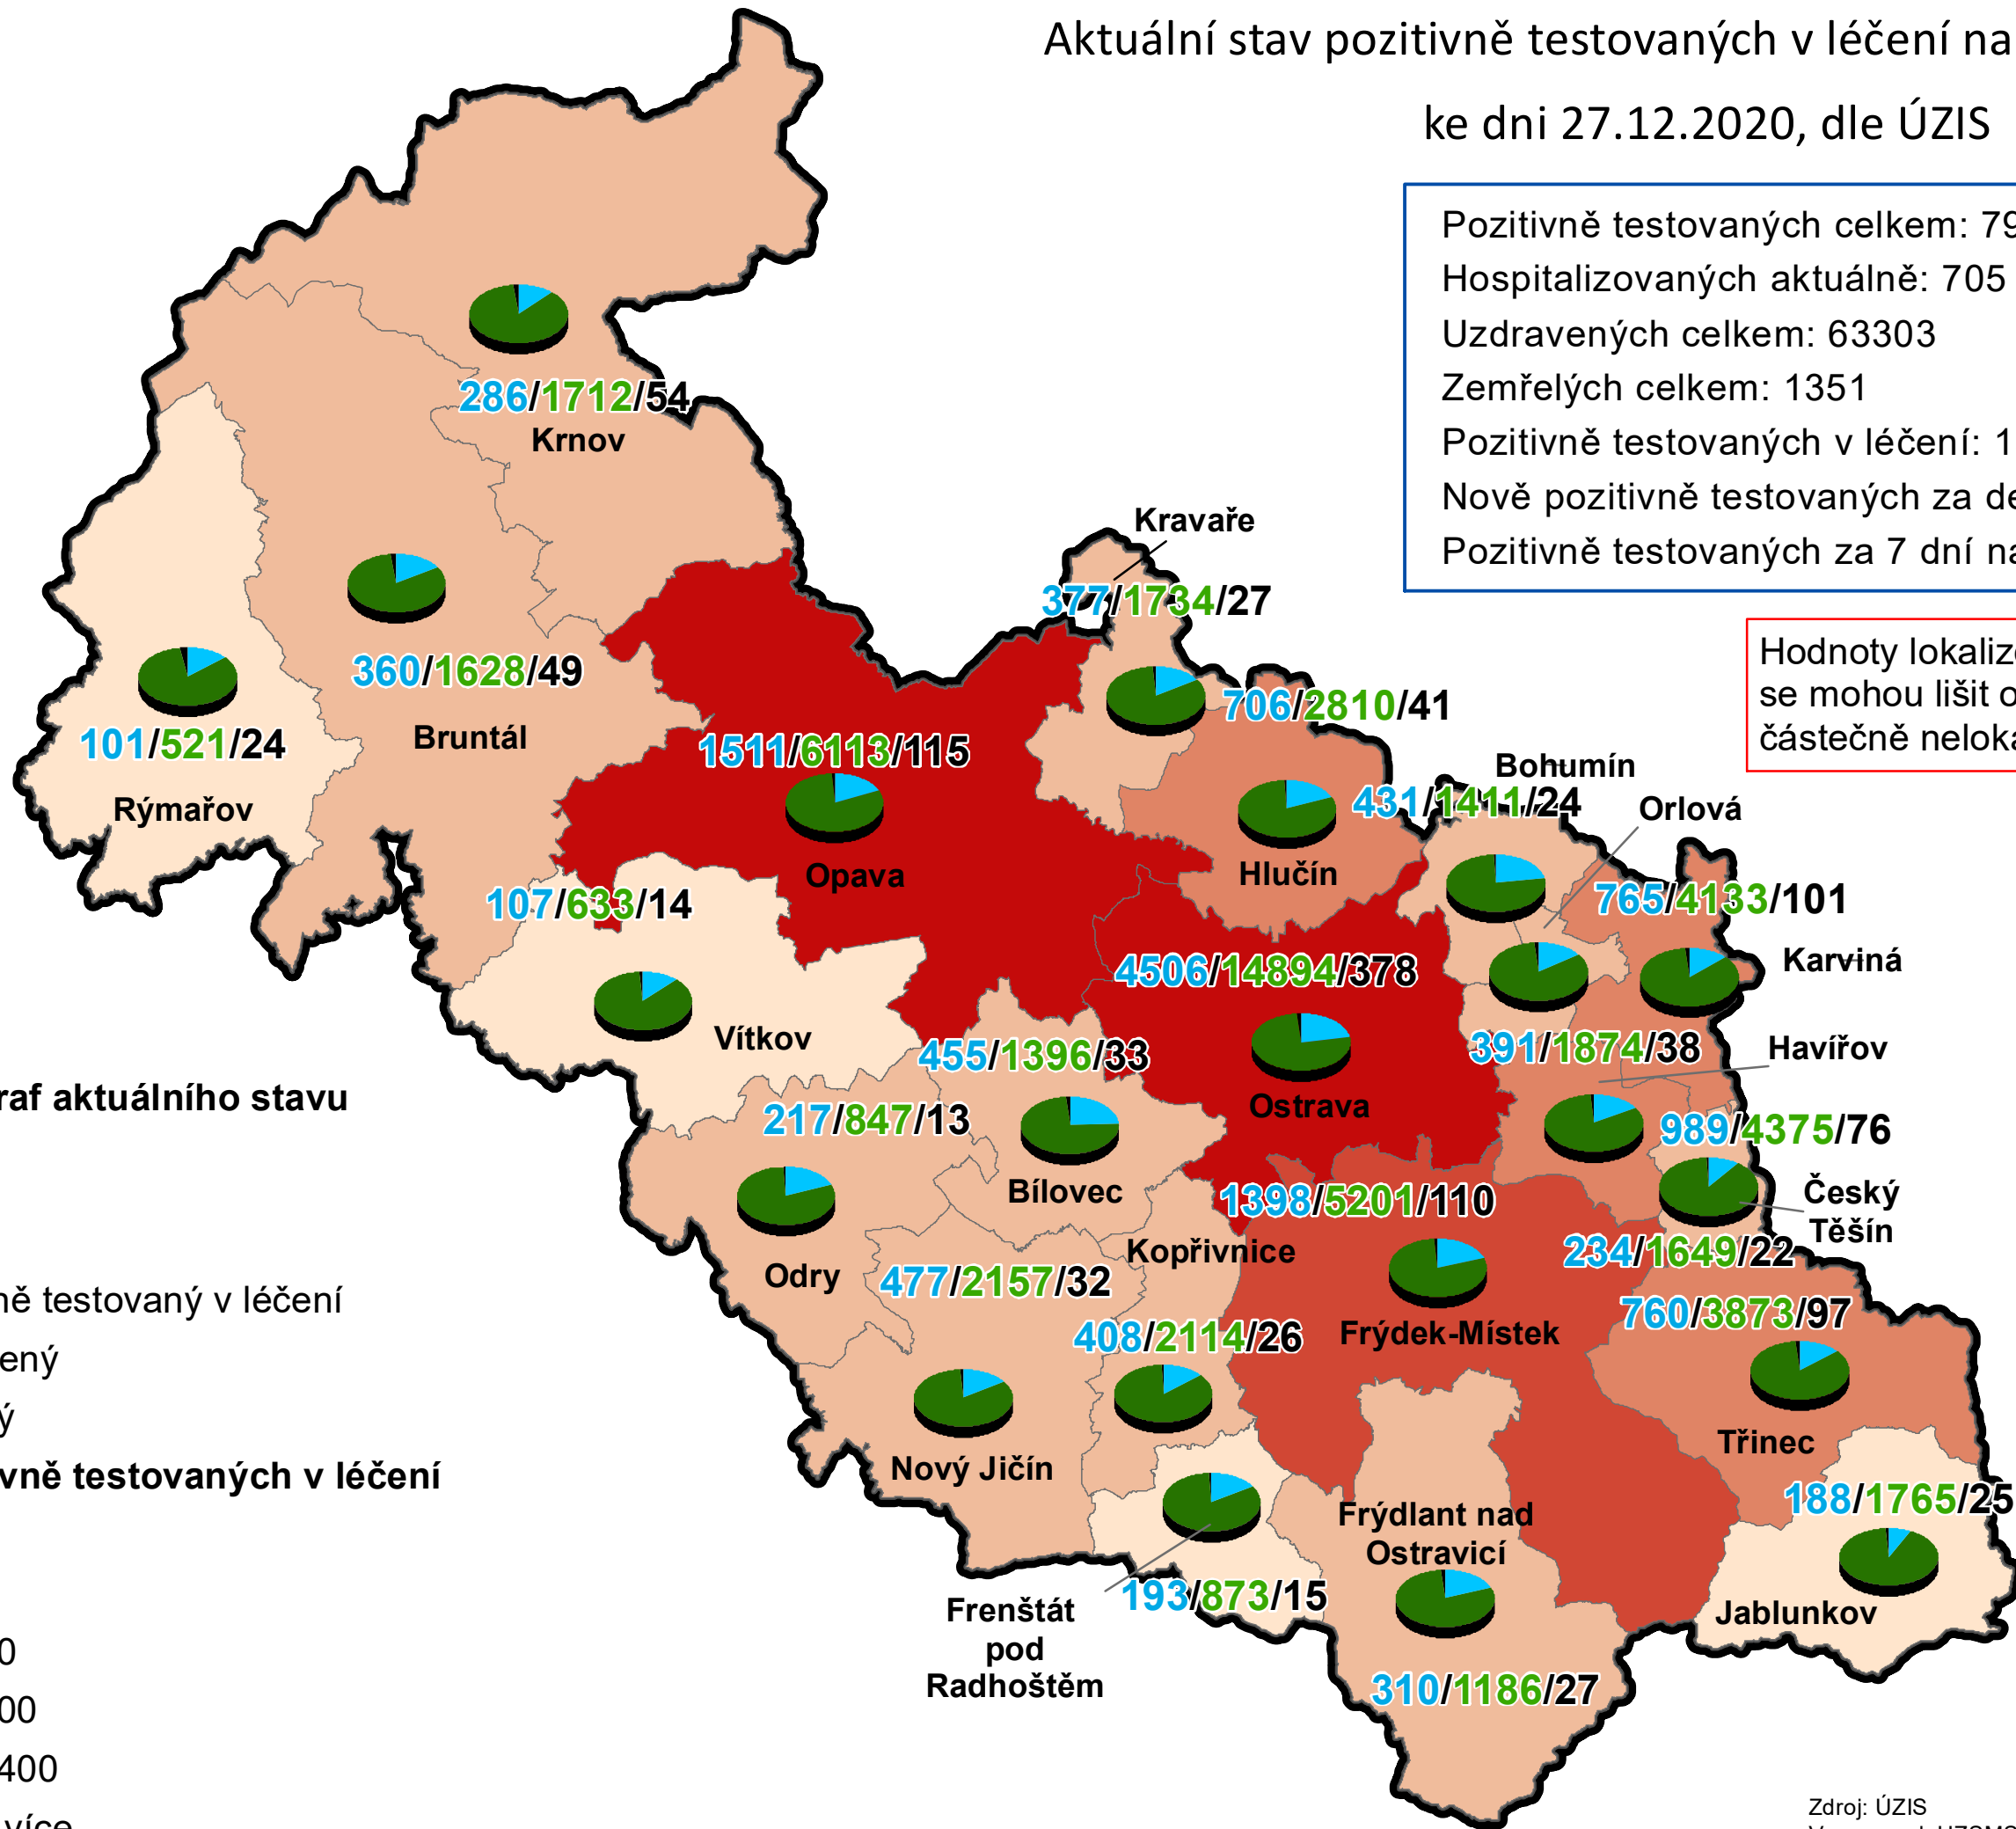 Aktuální stav pozitivně testovaných v léčení na
ke dni 27.12.2020, dle ÚZIS
Pozitivně testovaných celkem: 79
Hospitalizovaných aktuálně: 705
Uzdravených celkem: 63303
Zemřelých celkem: 1351
Pozitivně testovaných v léčení: 1
Nově pozitivně testovaných za de
Pozitivně testovaných za 7 dní na
Hodnoty lokaliz
se mohou lišit o
částečně neloka
286/1712/54
Krnov
Kravaře
377/1734/27
360/1628/49
Bruntál
101/521/24
Rýmařov
706/2810/41
Hlučín
1511/6113/115
Opava
Bohumín
431/1411/24
Orlová
765/4133/101
Karviná
107/633/14
Vítkov
4506/14894/378
Ostrava
391/1874/38
Havířov
455/1396/33
Bílovec
217/847/13
Odry
989/4375/76
Český
Těšín
234/1649/22
1398/5201/110
Frýdek-Místek
Kopřivnice
408/2114/26
477/2157/32
Nový Jičín
760/3873/97
Třinec
188/1765/25
Jablunkov
Frýdlant nad
Ostravicí
310/1186/27
193/873/15
Frenštát
pod
Radhoštěm
raf aktuálního stavu
ně testovaný v léčení
ený
ý
vně testovaných v léčení
0
00
400
více
Zdroj: ÚZIS